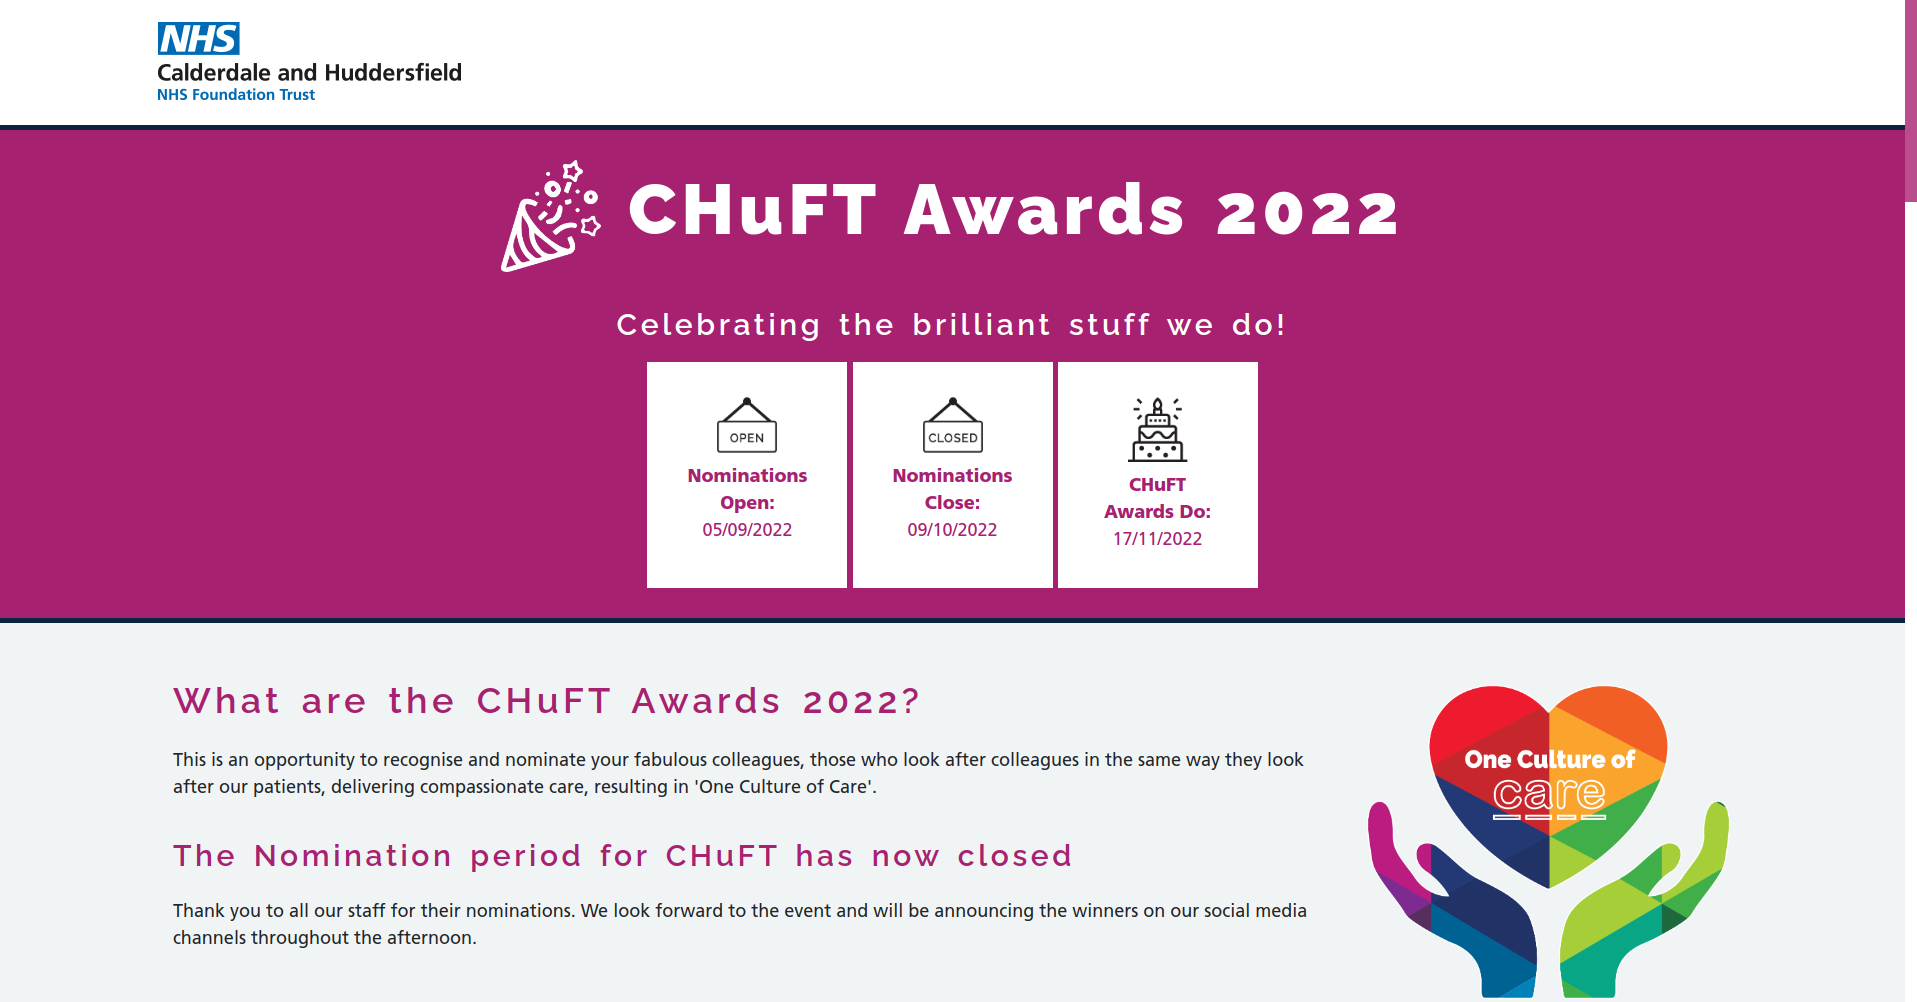 NHS
Calderdale and Huddersfield
NHS Foundation Trust
CHuFT Awards 2022
Celebrating the brilliant stuff we do!
OPEN
Nominations
Open:
05/09/2022
CLOSED
Nominations
Close:
09/10/2022
CHuFT
Awards Do:
17/11/2022
What are the CHuFT Awards 2022?
This is an opportunity to recognise and nominate your fabulous colleagues, those who look after colleagues in the same way they look
after our patients, delivering compassionate care, resulting in 'One Culture of Care'.
The Nomination period for CHuFT has now closed
Thank you to all our staff for their nominations. We look forward to the event and will be announcing the winners on our social media
channels throughout the afternoon.
One Culture of
care